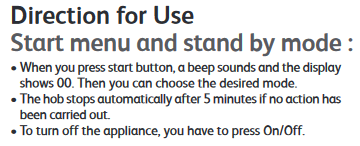 Direction for Use
Start menu and stand by mode :
• When you press start button, a beep sounds and the display
shows 00. Then you can choose the desired mode.
• The hob stops automatically after 5 minutes if no action has
been carried out.
• To turn off the appliance, you have to press On/Off.